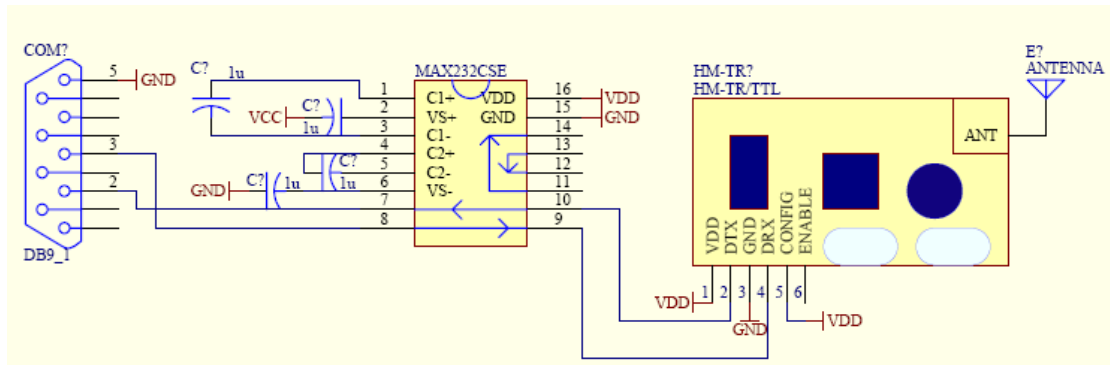 COM?
5
GND
3
2
DB9_1
C?
1u
VCC
C?
1u
C?
1u
GND
C?
1u
MAX232CSE
1
2
3
4
5
6
7
8
C1+
VS+
C1-
C2+
C2-
VS-
VDD
GND
16
15
14
13
12
11
10
9
VDD
GND
HM-TR?
HM-TR/TTL
E?
ANTENNA
ANT
VDD
DTX
GND
DRX
CONFIG
ENABLE
1
2
3
4
5
6
VDD
GND
VDD